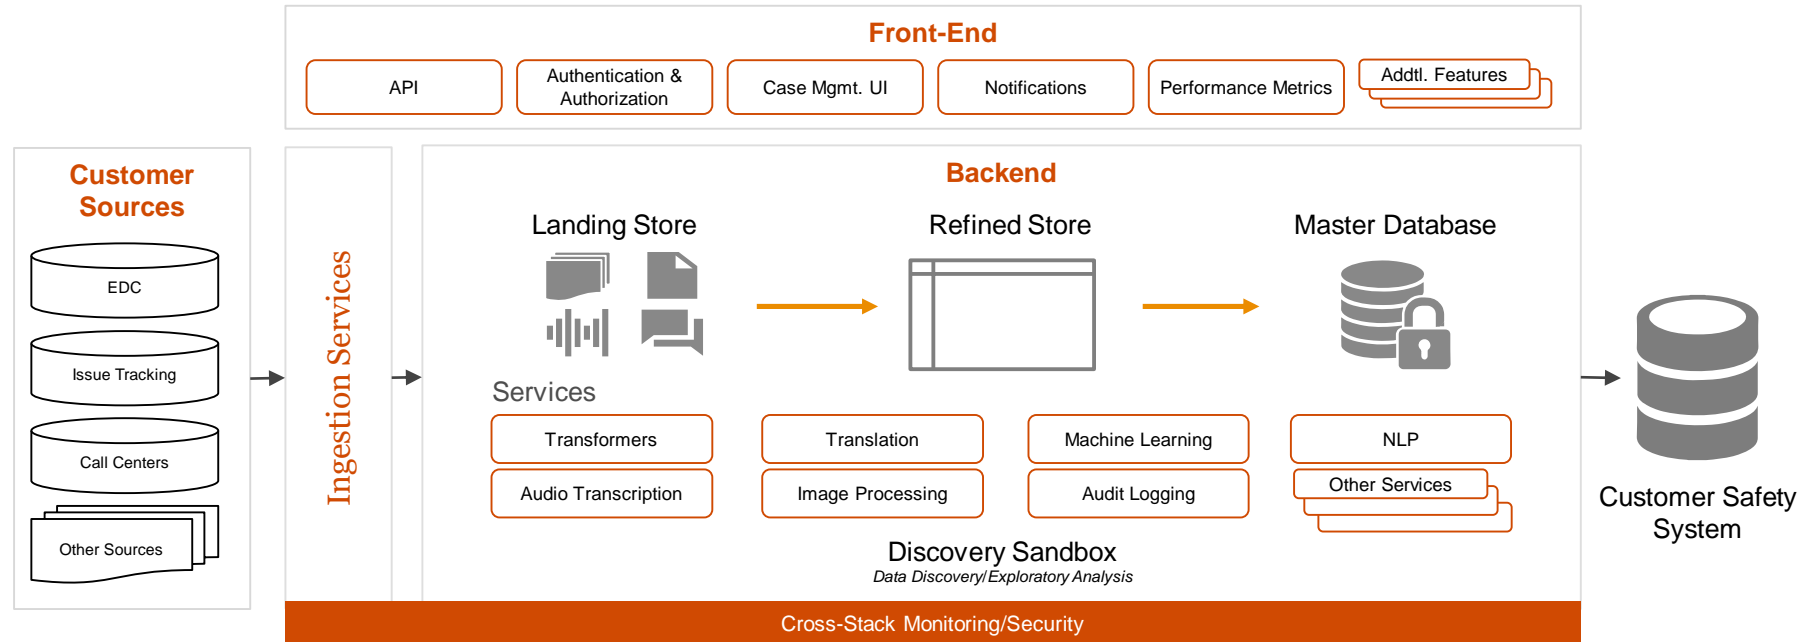 Front-End
API
Authentication &
Authorization
Case Mgmt. UI
Notifications
Performance Metrics
Addtl. Features
Customer
Sources
EDC
Issue Tracking
Call Centers
Other Sources
Ingestion Services
Backend
Landing Store
Refined Store
Master Database
Services
Transformers
Translation
Machine Learning
NLP
Audio Transcription
Image Processing
Audit Logging
Other Services
Discovery Sandbox
Data Discovery/Exploratory Analysis
Customer Safety
System
Cross-Stack Monitoring/Security